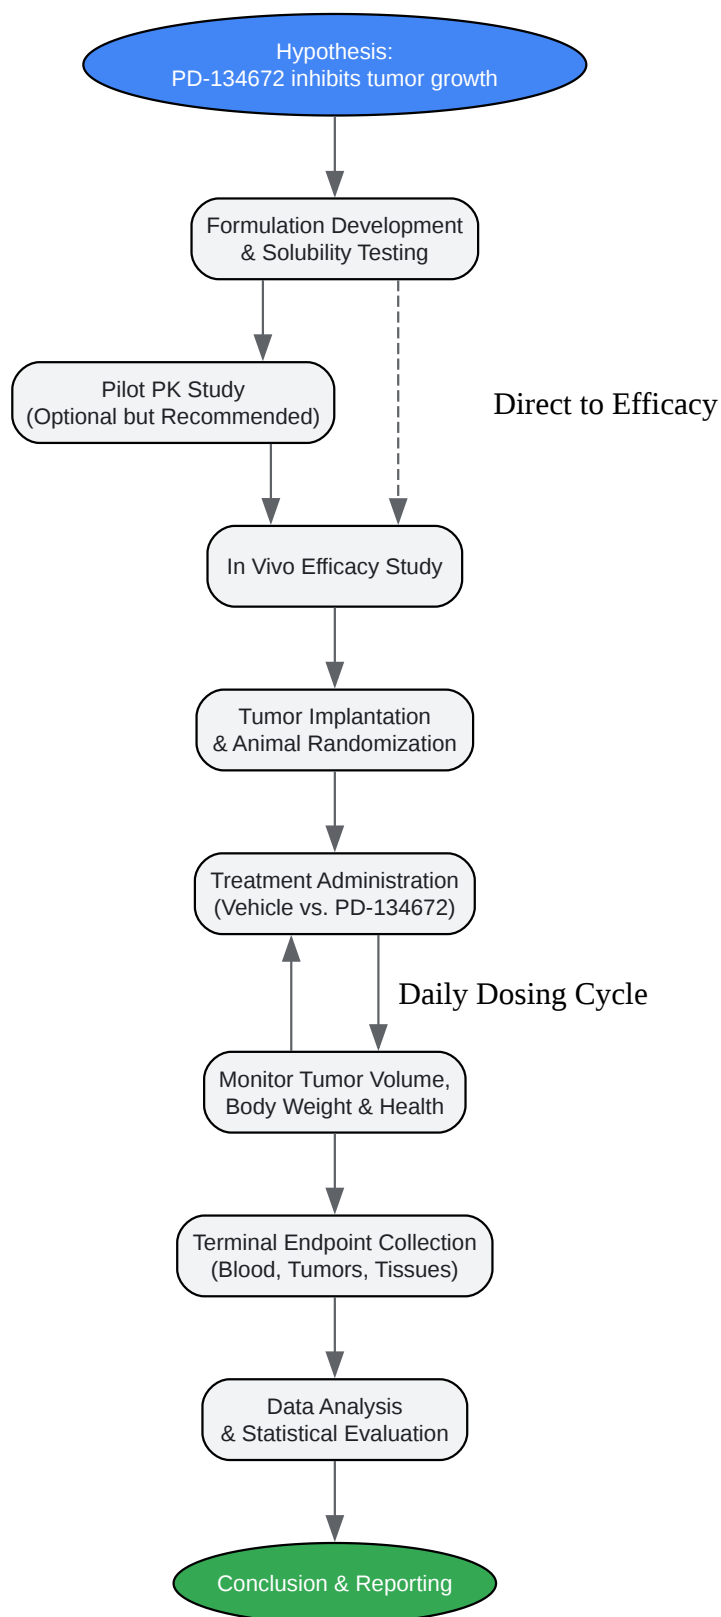 Hypothesis:
PD-134672 inhibits tumor growth
Formulation Development
& Solubility Testing
Pilot PK Study
(Optional but Recommended)
Direct to Efficacy
In Vivo Efficacy Study
Tumor Implantation
& Animal Randomization
Treatment Administration
(Vehicle vs. PD-134672)
Daily Dosing Cycle
Monitor Tumor Volume,
Body Weight & Health
Terminal Endpoint Collection
(Blood, Tumors, Tissues)
Data Analysis
& Statistical Evaluation
Conclusion & Reporting